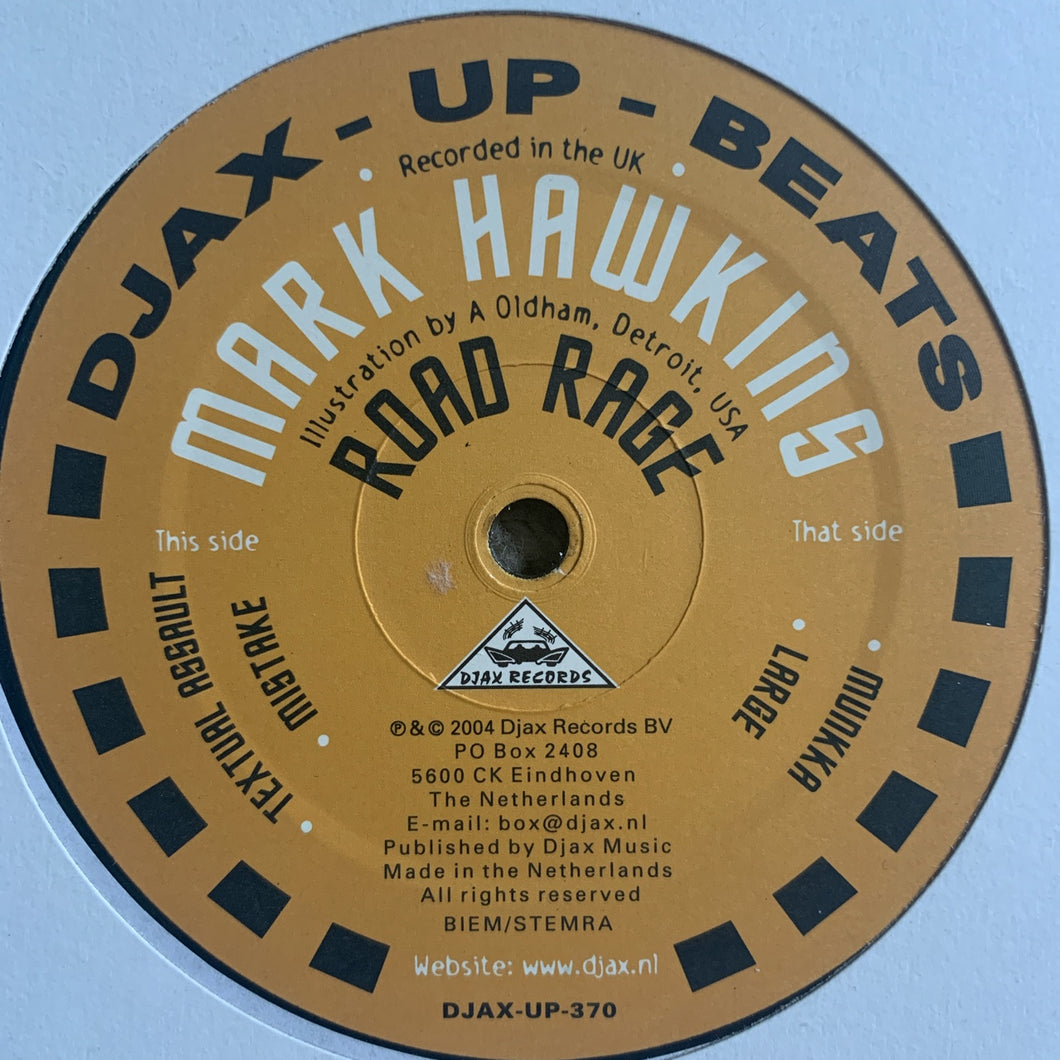 DJAX - UP - BEATS
Recorded in the UK
MARK HAWKINS
Illustration by A Oldham, Detroit, USA
ROAD RAGE
This side
TEXTUAL ASSAULT
MISTAKE
That side
MUNKKA
LARGE
DJAX RECORDS
℗ & © 2004 Djax Records BV
PO Box 2408
5600 CK Eindhoven
The Netherlands
E-mail: box@djax.nl
Published by Djax Music
Made in the Netherlands
All rights reserved
BIEM/STEMRA
Website: www.djax.nl
DJAX-UP-370